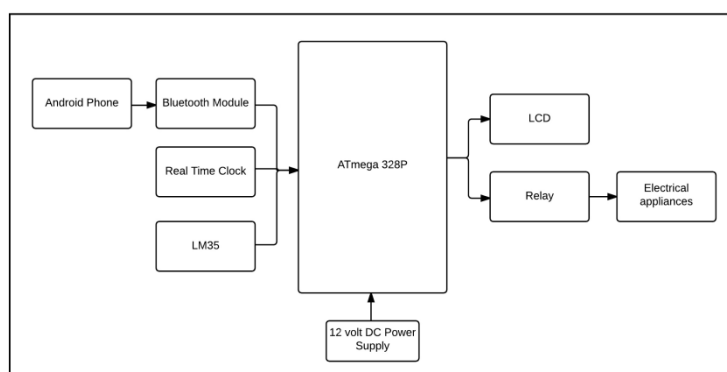 Android Phone
Bluetooth Module
Real Time Clock
LM35
ATmega 328P
LCD
Relay
Electrical
appliances
12 volt DC Power
Supply